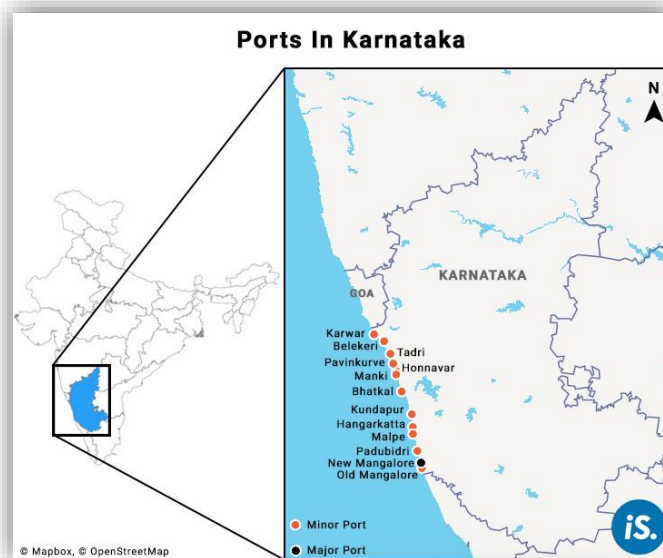 Ports In Karnataka
N
GOA
KARNATAKA
Karwar
Belekeri
Tadri
Pavinkurve
Honnavar
Manki
Bhatkal
Kundapur
Hangarkatta
Malpe
Padubidri
New Mangalore
Old Mangalore
Minor Port
Major Port
iS.
© Mapbox, © OpenStreetMap